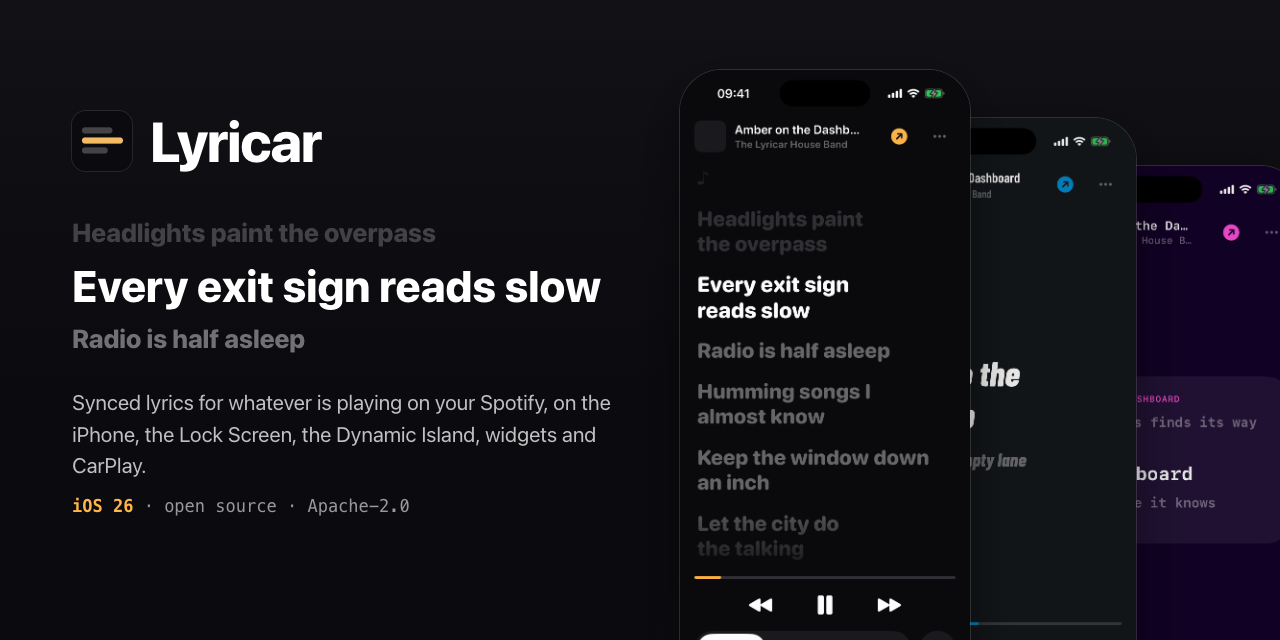 Lyricar
Headlights paint the overpass
Every exit sign reads slow
Radio is half asleep
Synced lyrics for whatever is playing on your Spotify, on the
iPhone, the Lock Screen, the Dynamic Island, widgets and
CarPlay.
iOS 26 · open source · Apache-2.0
09:41
Amber on the Dashb...
The Lyricar House Band
Headlights paint
the overpass
Every exit sign
reads slow
Radio is half asleep
Humming songs I
almost know
Keep the window down
an inch
Let the city do
the talking
Dashboard
Band
the
lane
the Da...
House B...
finds its way
it knows